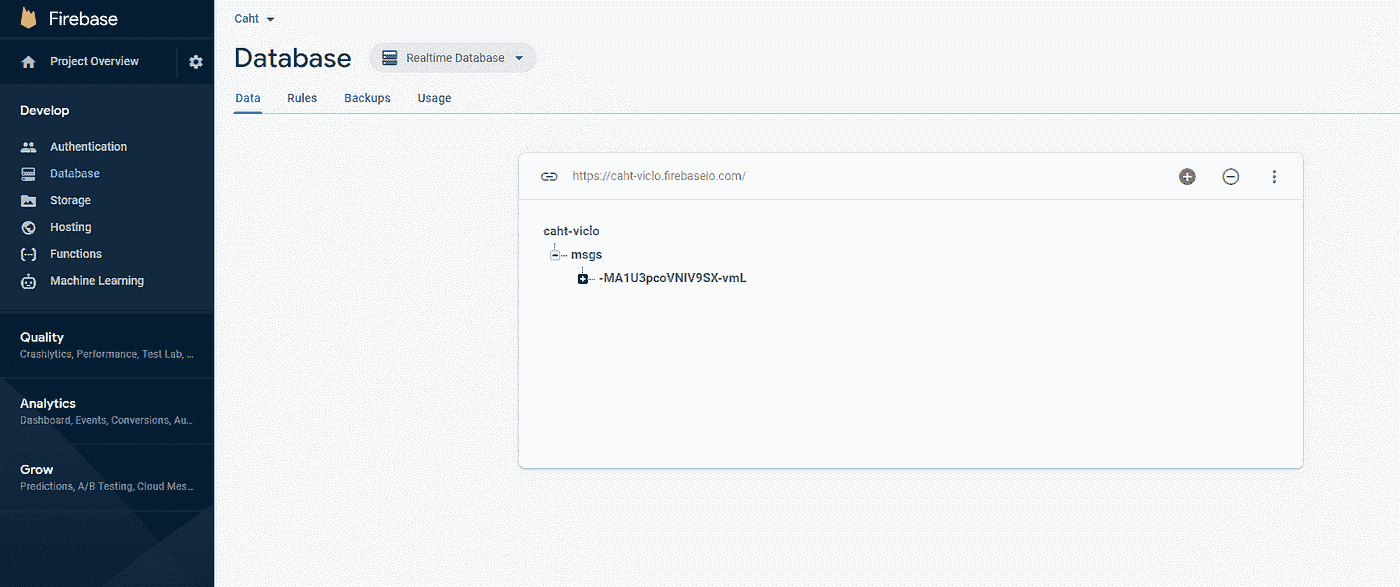 Firebase
Caht
Project Overview
Database
Realtime Database
Data Rules Backups Usage
Develop
Authentication
Database
Storage
Hosting
Functions
Machine Learning
Quality
Crashlytics, Performance, Test Lab, ...
Analytics
Dashboard, Events, Conversions, Au...
Grow
Predictions, A/B Testing, Cloud Mes...
https://caht-viclo.firebaseio.com/
caht-viclo
msgs
-MA1U3pcoVNIV9SX-vmL